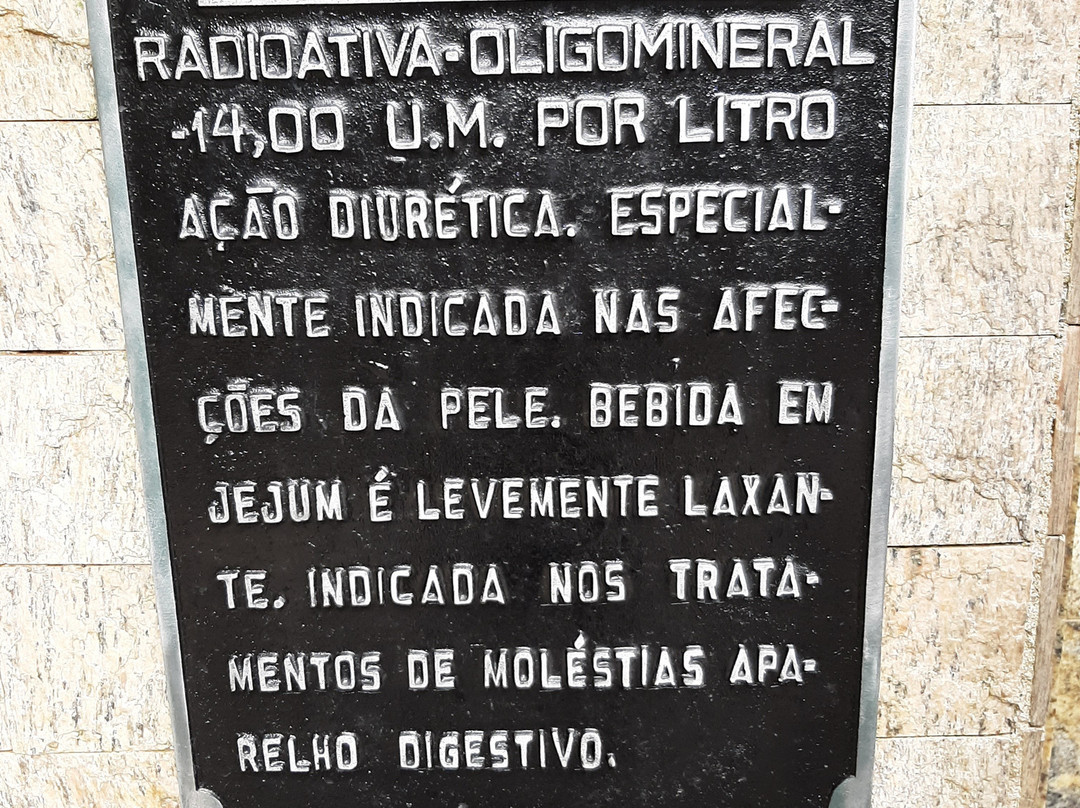 RADIOATIVA-OLIGOMINERAL
-14,00 U.M. POR LITRO
AÇÃO DIURÉTICA. ESPECIAL-
MENTE INDICADA NAS AFEC-
ÇÕES DA PELE. BEBIDA EM
JEJUM É LEVEMENTE LAXAN-
TE. INDICADA NOS TRATA-
MENTOS DE MOLÉSTIAS APA-
RELHO DIGESTIVO.